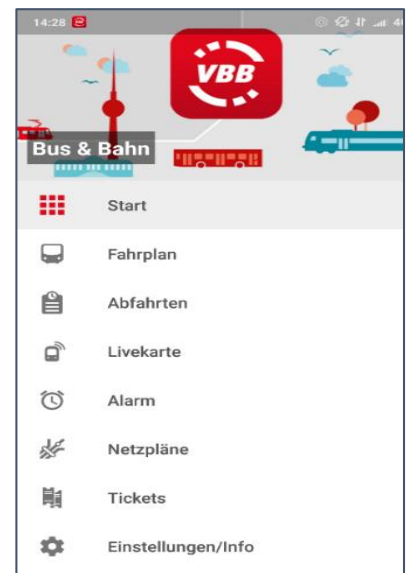 14:28
VBB
Bus & Bahn
Start
Fahrplan
Abfahrten
Livekarte
Alarm
Netzpläne
Tickets
Einstellungen/Info